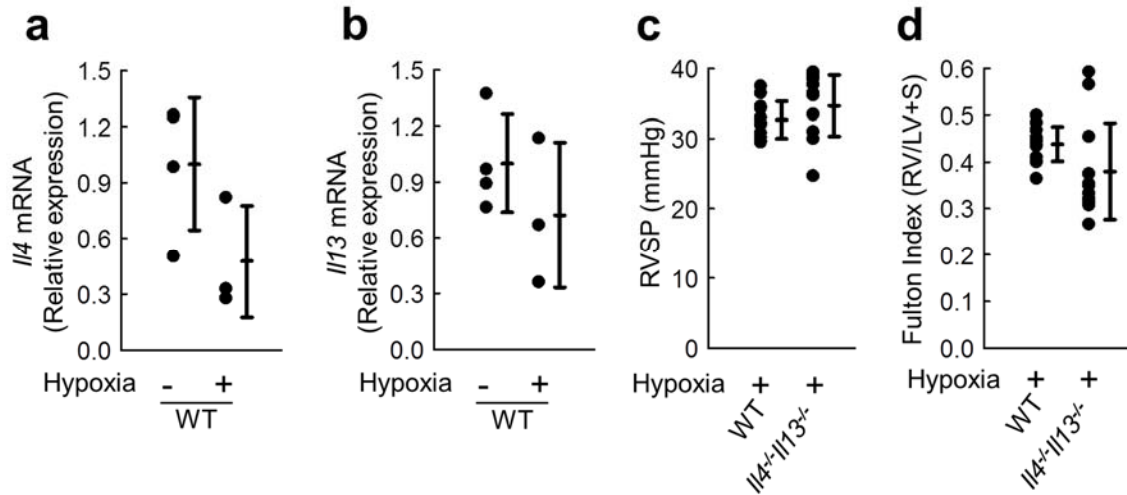 a
Il4 mRNA
(Relative expression)
1.5
1.2
0.9
0.6
0.3
0.0
Hypoxia - +
WT
b
Il13 mRNA
(Relative expression)
1.5
1.2
0.9
0.6
0.3
0.0
Hypoxia - +
WT
c
RVSP (mmHg)
40
30
20
10
0
Hypoxia + +
WT
Il4-/-Il13-/-
d
Fulton Index (RV/LV+S)
0.6
0.5
0.4
0.3
0.2
0.1
0.0
Hypoxia + +
WT
Il4-/-Il13-/-